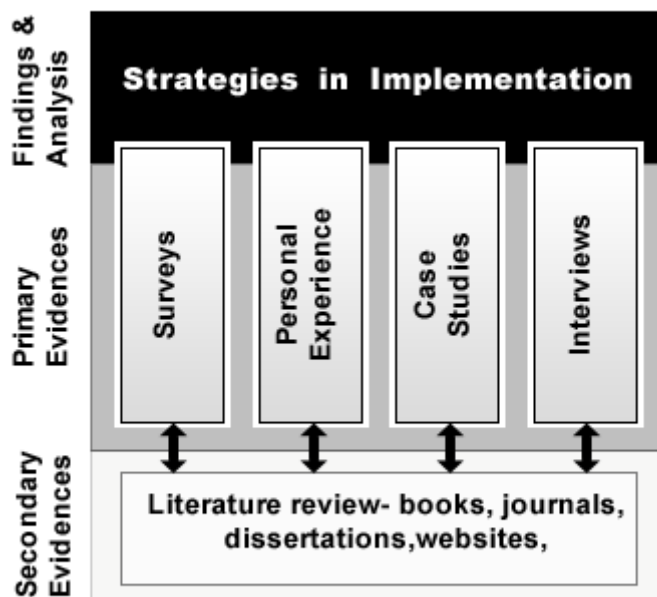 Findings &
Analysis
Strategies in Implementation
Primary
Evidences
Surveys
Personal
Experience
Case
Studies
Interviews
Secondary
Evidences
Literature review- books, journals,
dissertations,websites,